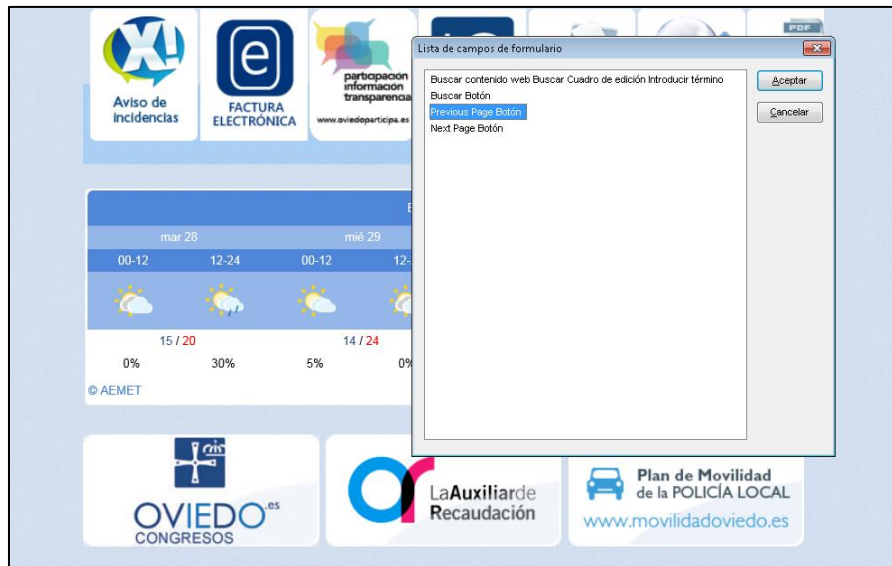 Aviso de
incidencias
e
FACTURA
ELECTRÓNICA
participación
información
transparencia
www.oviedoparticipa.es
PDF
Lista de campos de formulario
Buscar contenido web Buscar Cuadro de edición Introducir término
Buscar Botón
Previous Page Botón
Next Page Botón
Aceptar
Cancelar
mar 28
mié 29
00-12
12-24
00-12
12-
15 / 20
14 / 24
0%
30%
5%
0%
© AEMET
OVIEDO.es
CONGRESOS
LaAuxiliarde
Recaudación
Plan de Movilidad
de la POLICÍA LOCAL
www.movilidadoviedo.es